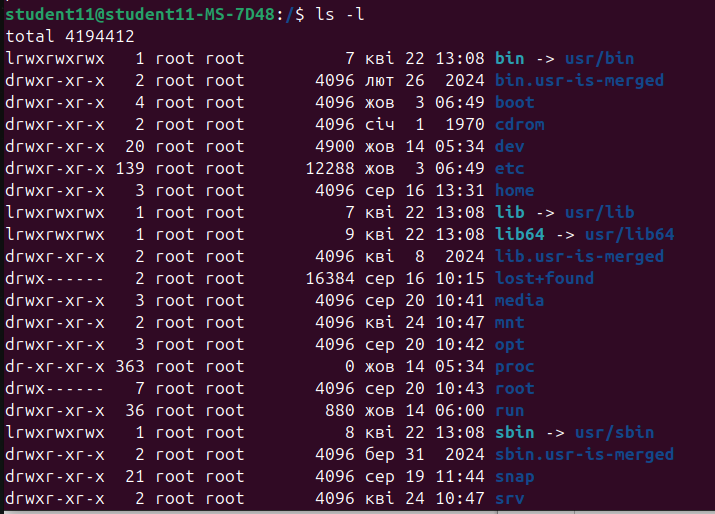 student11@student11-MS-7D48:/$ ls -l
total 4194412
lrwxrwxrwx   1 root root          7 кві 22 13:08 bin -> usr/bin
drwxr-xr-x   2 root root       4096 лют 26  2024 bin.usr-is-merged
drwxr-xr-x   4 root root       4096 жов  3 06:49 boot
drwxr-xr-x   2 root root       4096 січ  1  1970 cdrom
drwxr-xr-x  20 root root       4900 жов 14 05:34 dev
drwxr-xr-x 139 root root      12288 жов  3 06:49 etc
drwxr-xr-x   3 root root       4096 сер 16 13:31 home
lrwxrwxrwx   1 root root          7 кві 22 13:08 lib -> usr/lib
lrwxrwxrwx   1 root root          9 кві 22 13:08 lib64 -> usr/lib64
drwxr-xr-x   2 root root       4096 кві  8  2024 lib.usr-is-merged
drwx------   2 root root      16384 сер 16 10:15 lost+found
drwxr-xr-x   3 root root       4096 сер 20 10:41 media
drwxr-xr-x   2 root root       4096 кві 24 10:47 mnt
drwxr-xr-x   3 root root       4096 сер 20 10:42 opt
dr-xr-xr-x 363 root root          0 жов 14 05:34 proc
drwx------   7 root root       4096 сер 20 10:43 root
drwxr-xr-x  36 root root        880 жов 14 06:00 run
lrwxrwxrwx   1 root root          8 кві 22 13:08 sbin -> usr/sbin
drwxr-xr-x   2 root root       4096 бер 31  2024 sbin.usr-is-merged
drwxr-xr-x  21 root root       4096 сер 19 11:44 snap
drwxr-xr-x   2 root root       4096 кві 24 10:47 srv